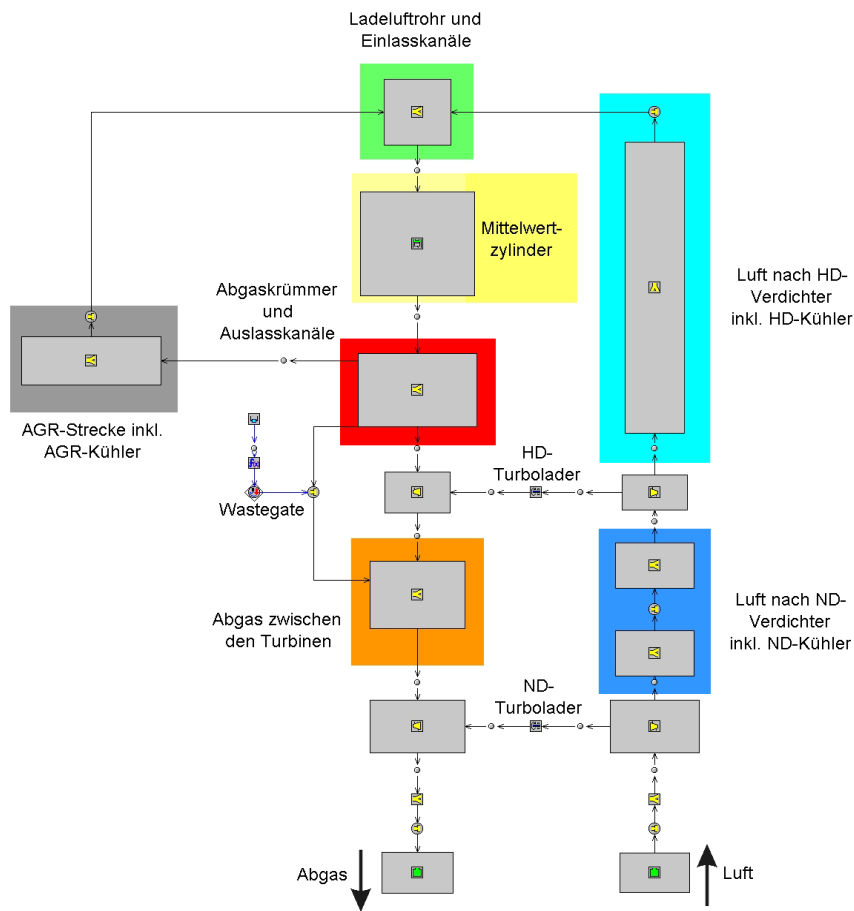 Ladeluftrohr und
Einlasskanäle
Mittelwert-
zylinder
Luft nach HD-
Verdichter
inkl. HD-Kühler
Abgaskrümmer
und
Auslasskanäle
AGR-Strecke inkl.
AGR-Kühler
HD-
Turbolader
Wastegate
Luft nach ND-
Verdichter
inkl. ND-Kühler
Abgas zwischen
den Turbinen
ND-
Turbolader
Abgas
Luft